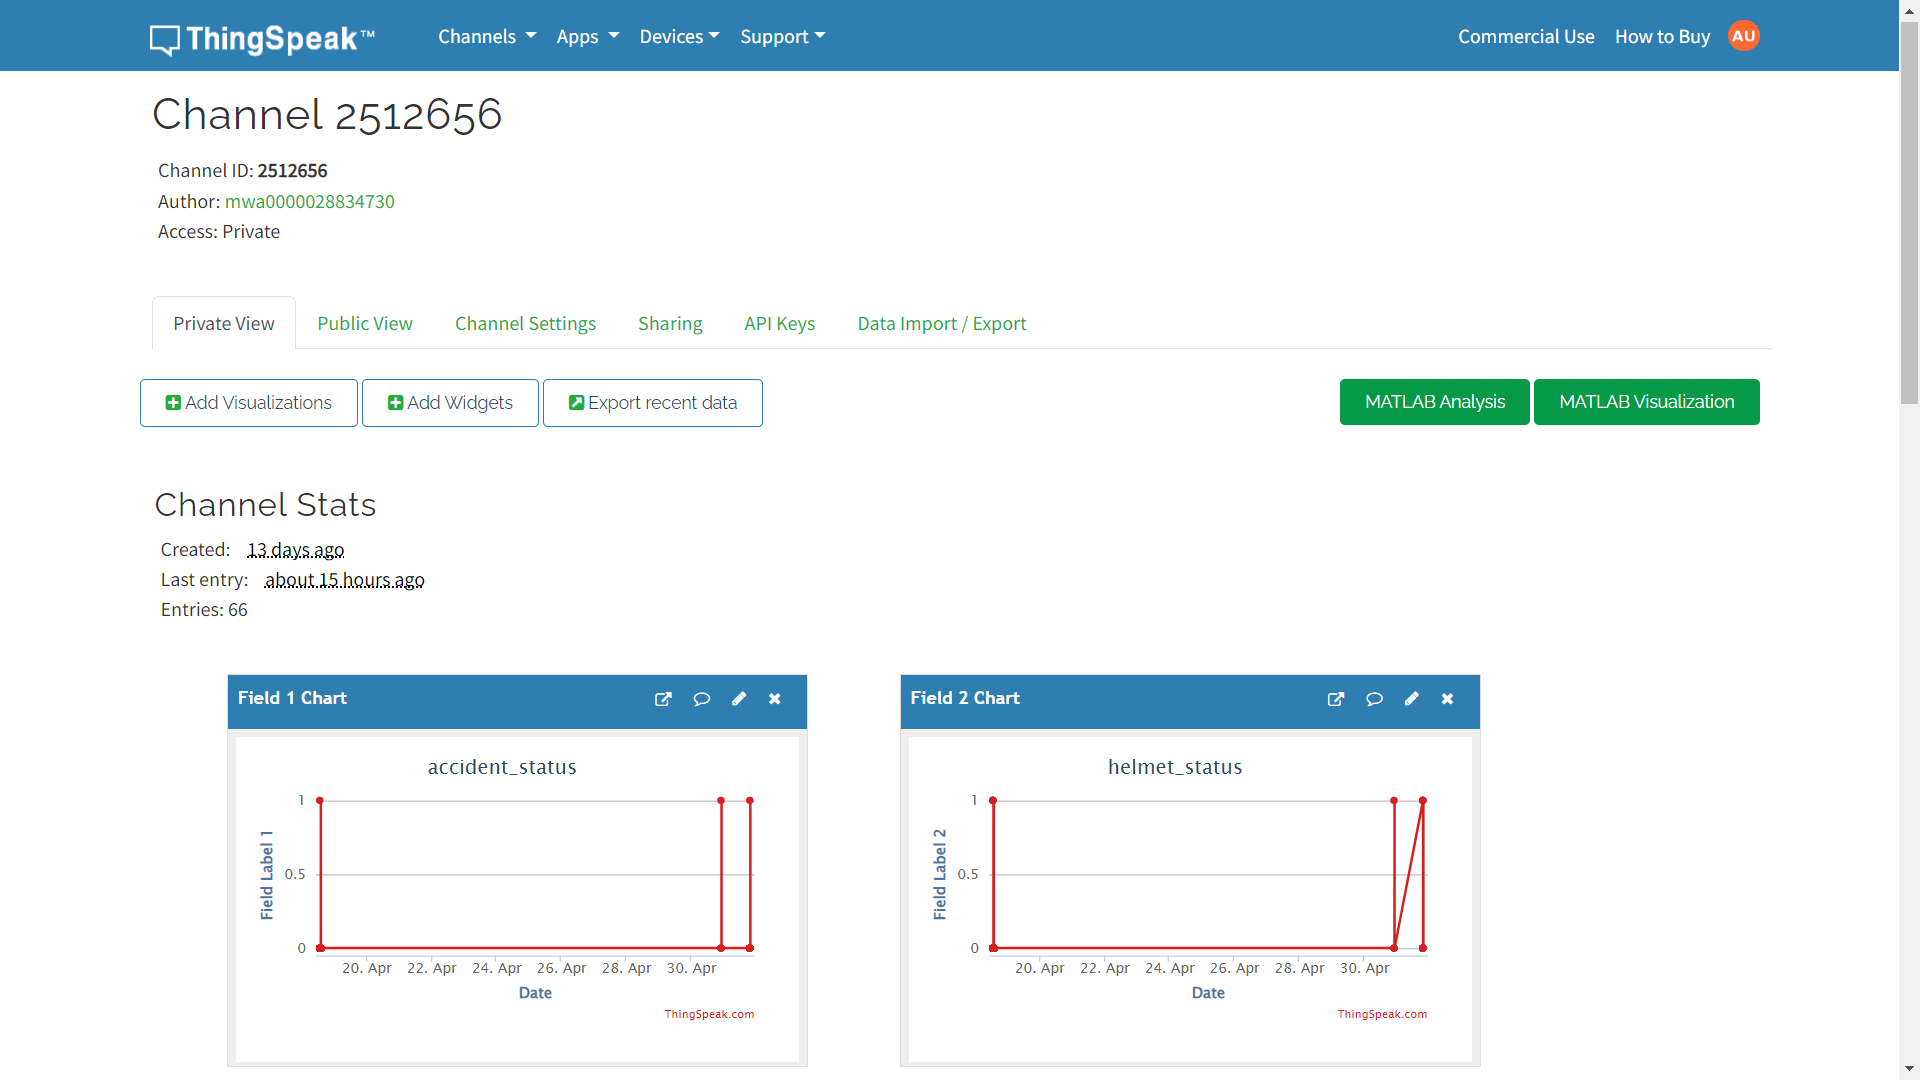 ThingSpeak™ Channels Apps Devices Support Commercial Use How to Buy AU
Channel 2512656
Channel ID: 2512656
Author: mwa0000028834730
Access: Private
Private View Public View Channel Settings Sharing API Keys Data Import / Export
Add Visualizations Add Widgets Export recent data MATLAB Analysis MATLAB Visualization
Channel Stats
Created: 13 days ago
Last entry: about 15 hours ago
Entries: 66
Field 1 Chart
accident_status
Field Label 1
1
0.5
0
20. Apr 22. Apr 24. Apr 26. Apr 28. Apr 30. Apr
Date
ThingSpeak.com
Field 2 Chart
helmet_status
Field Label 2
1
0.5
0
20. Apr 22. Apr 24. Apr 26. Apr 28. Apr 30. Apr
Date
ThingSpeak.com